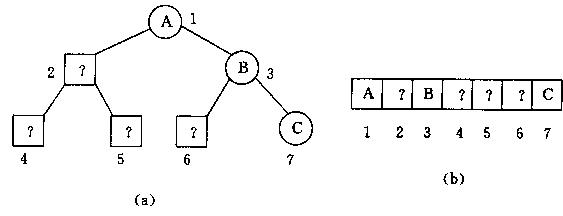 A 1
2 ? B 3
? ? ? C
4 5 6 7
(a)
A ? B ? ? ? C
1 2 3 4 5 6 7
(b)